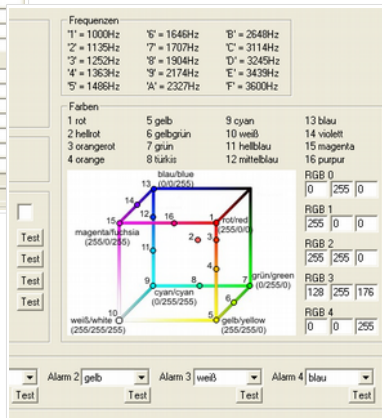 Frequenzen
'1' = 1000Hz '6' = 1646Hz 'B' = 2648Hz
'2' = 1135Hz '7' = 1707Hz 'C' = 3114Hz
'3' = 1252Hz '8' = 1904Hz 'D' = 3245Hz
'4' = 1363Hz '9' = 2174Hz 'E' = 3439Hz
'5' = 1486Hz 'A' = 2327Hz 'F' = 3600Hz
Farben
1 rot 5 gelb 9 cyan 13 blau
2 hellrot 6 gelbgrün 10 weiß 14 violett
3 orangerot 7 grün 11 hellblau 15 magenta
4 orange 8 türkis 12 mittelblau 16 purpur
blau/blue
13 (0/0/255)
14
12
15 16 1 rot/red
magenta/fuchsia (255/0/0)
(255/0/255) 2 3
11
4
9 8 7 grün/green
cyan/cyan (0/255/0)
(0/255/255) 6
10 5
weiß/white gelb/yellow
(255/255/255) (255/255/0)
RGB 0
0 255 0
RGB 1
255 0 0
RGB 2
255 255 0
RGB 3
128 255 176
RGB 4
0 0 255
Test
Test
Test
Test
Alarm 2 gelb Alarm 3 weiß Alarm 4 blau
Test Test Test Test